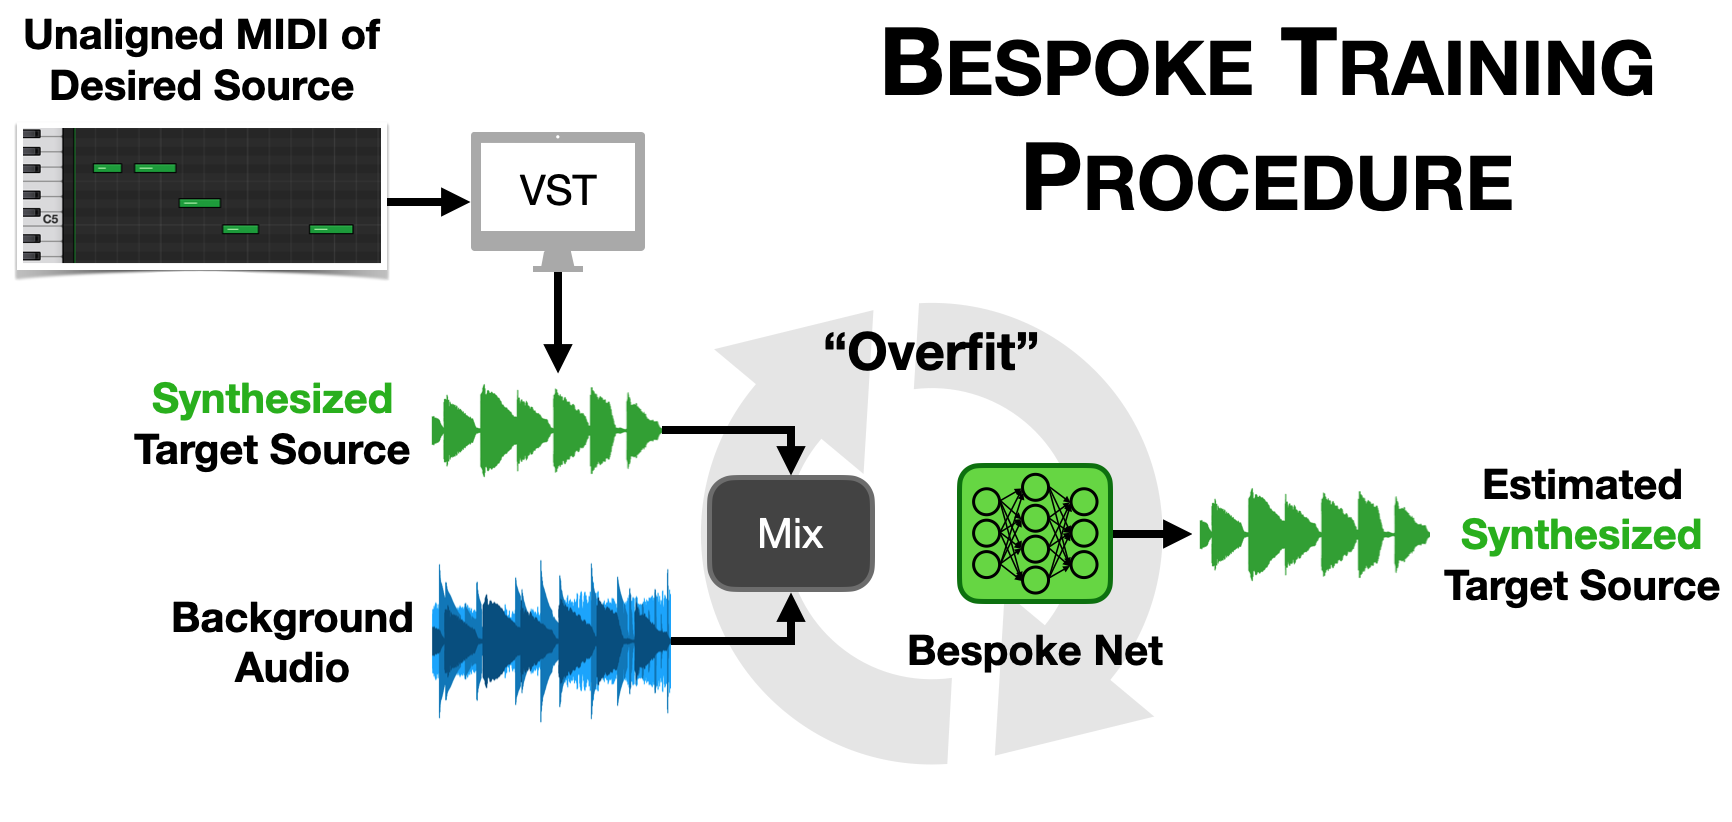 Unaligned MIDI of
Desired Source
BESPOKE TRAINING
PROCEDURE
C5
VST
“Overfit”
Synthesized
Target Source
Mix
Background
Audio
Bespoke Net
Estimated
Synthesized
Target Source